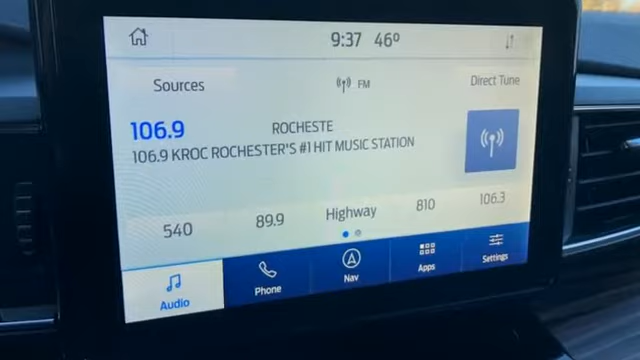 9:37 46º
Sources FM Direct Tune
106.9 ROCHESTE
106.9 KROC ROCHESTER'S #1 HIT MUSIC STATION
540 89.9 Highway 810 106.3
Audio Phone Nav Apps Settings